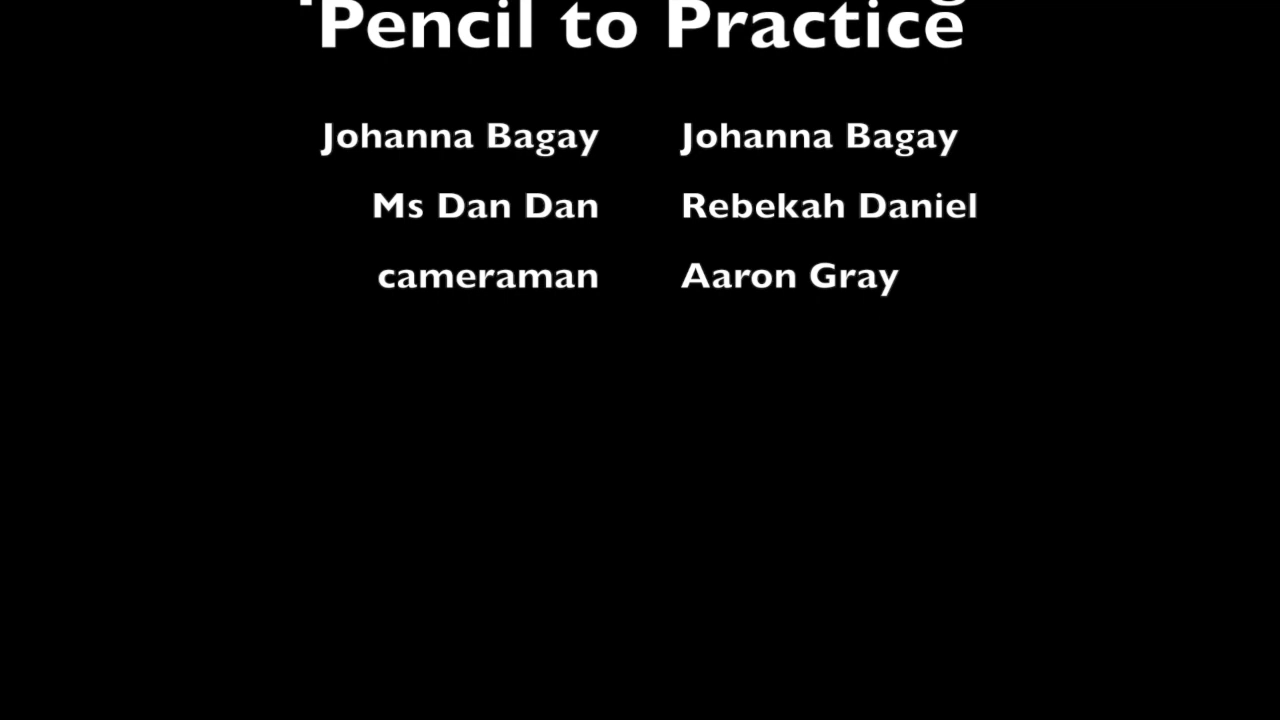 Pencil to Practice
Johanna Bagay Johanna Bagay
Ms Dan Dan Rebekah Daniel
cameraman Aaron Gray